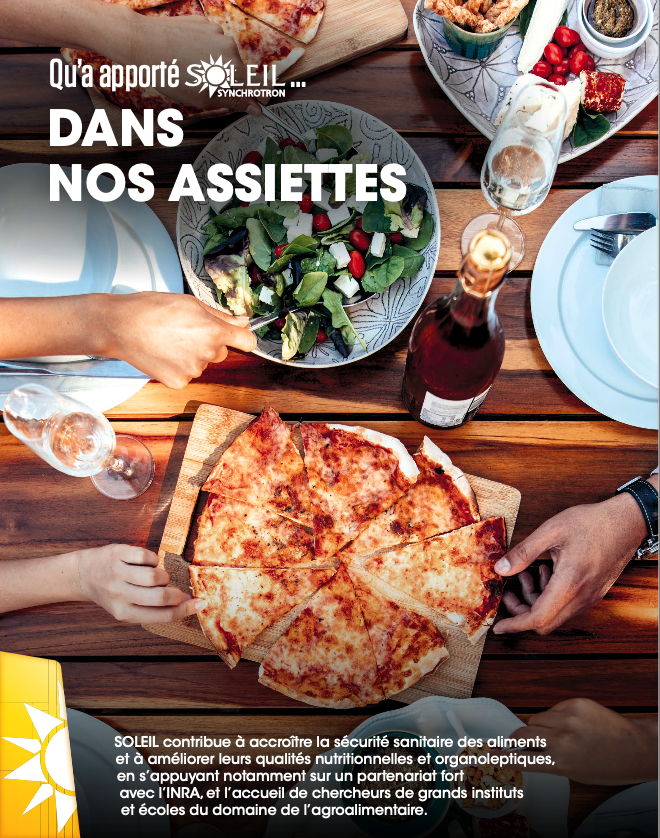 Qu'a apporté SOLEIL SYNCHROTRON ...
DANS
NOS ASSIETTES
SOLEIL contribue à accroître la sécurité sanitaire des aliments
et à améliorer leurs qualités nutritionnelles et organoleptiques,
en s'appuyant notamment sur un partenariat fort
avec l'INRA, et l'accueil de chercheurs de grands instituts
et écoles du domaine de l'agroalimentaire.